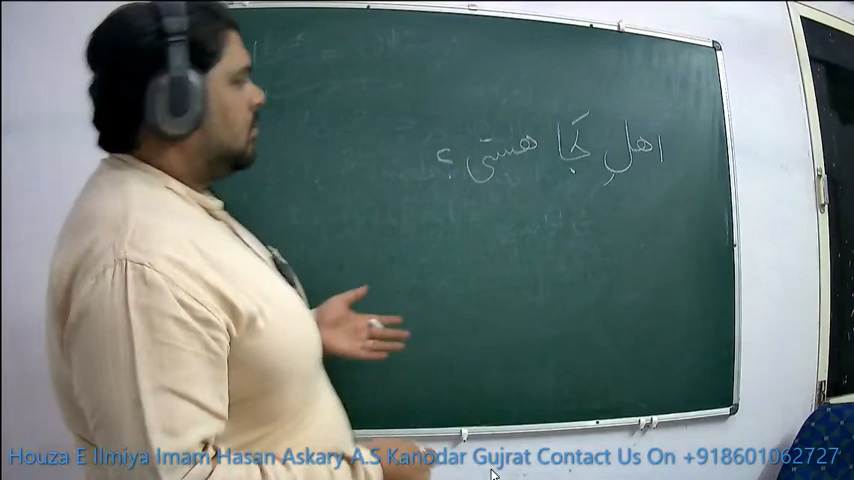 اهلِ کجا هستی؟
Houza E Ilmiya Imam Hasan Askary A.S Kanodar Gujrat Contact Us On +918601062727